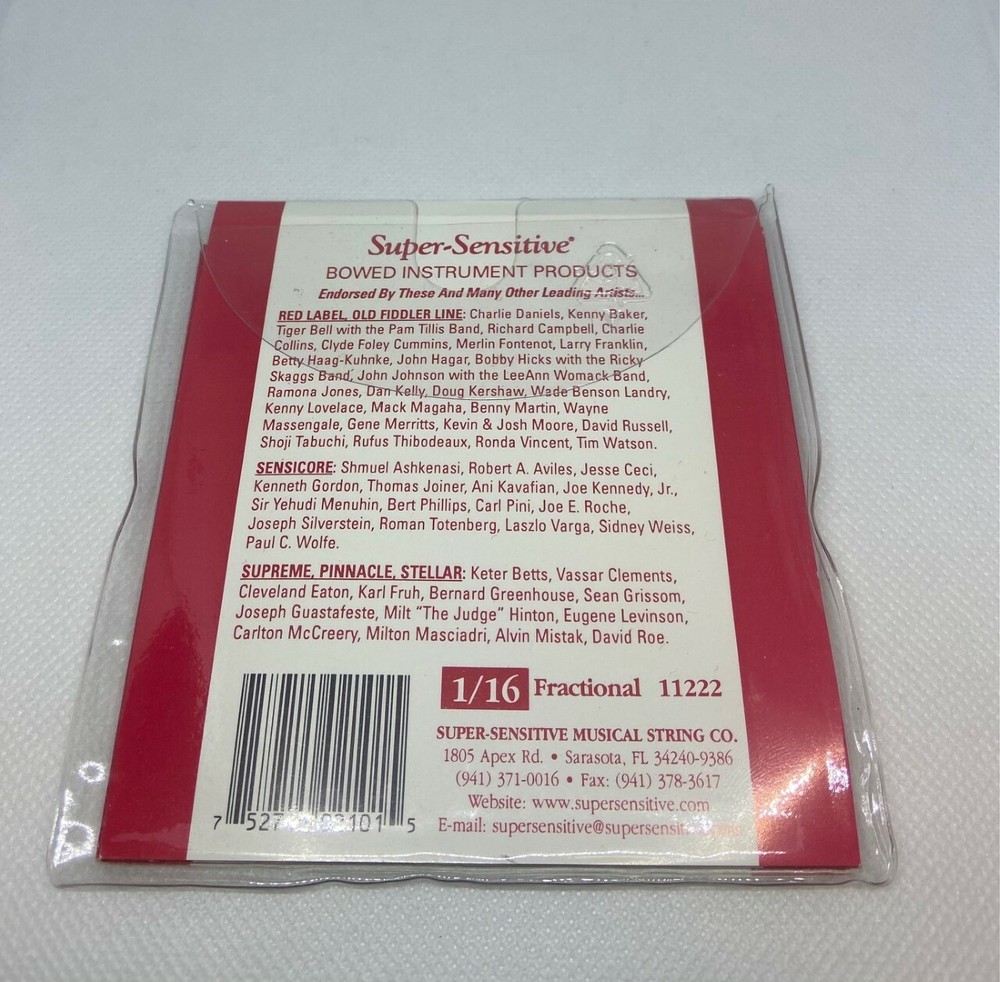 Super-Sensitive®
BOWED INSTRUMENT PRODUCTS
Endorsed By These And Many Other Leading Artists...
RED LABEL, OLD FIDDLER LINE: Charlie Daniels, Kenny Baker,
Tiger Bell with the Pam Tillis Band, Richard Campbell, Charlie
Collins, Clyde Foley Cummins, Merlin Fontenot, Larry Franklin,
Betty Haag-Kuhnke, John Hagar, Bobby Hicks with the Ricky
Skaggs Band, John Johnson with the LeeAnn Womack Band,
Ramona Jones, Dan Kelly, Doug Kershaw, Wade Benson Landry,
Kenny Lovelace, Mack Magaha, Benny Martin, Wayne
Massengale, Gene Merritts, Kevin & Josh Moore, David Russell,
Shoji Tabuchi, Rufus Thibodeaux, Ronda Vincent, Tim Watson.
SENSICORE: Shmuel Ashkenasi, Robert A. Aviles, Jesse Ceci,
Kenneth Gordon, Thomas Joiner, Ani Kavafian, Joe Kennedy, Jr.,
Sir Yehudi Menuhin, Bert Phillips, Carl Pini, Joe E. Roche,
Joseph Silverstein, Roman Totenberg, Laszlo Varga, Sidney Weiss,
Paul C. Wolfe.
SUPREME, PINNACLE, STELLAR: Keter Betts, Vassar Clements,
Cleveland Eaton, Karl Fruh, Bernard Greenhouse, Sean Grissom,
Joseph Guastafeste, Milt "The Judge" Hinton, Eugene Levinson,
Carlton McCreery, Milton Masciadri, Alvin Mistak, David Roe.
1/16 Fractional 11222
SUPER-SENSITIVE MUSICAL STRING CO.
1805 Apex Rd. • Sarasota, FL 34240-9386
(941) 371-0016 • Fax: (941) 378-3617
Website: www.supersensitive.com
E-mail:
7 5